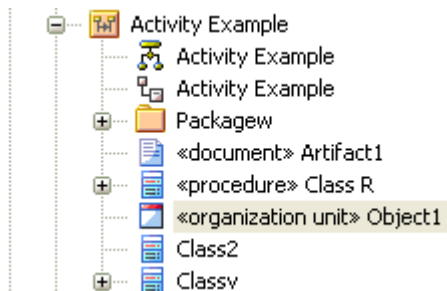 Activity Example
Activity Example
Activity Example
Packagew
«document» Artifact1
«procedure» Class R
«organization unit» Object1
Class2
Classv